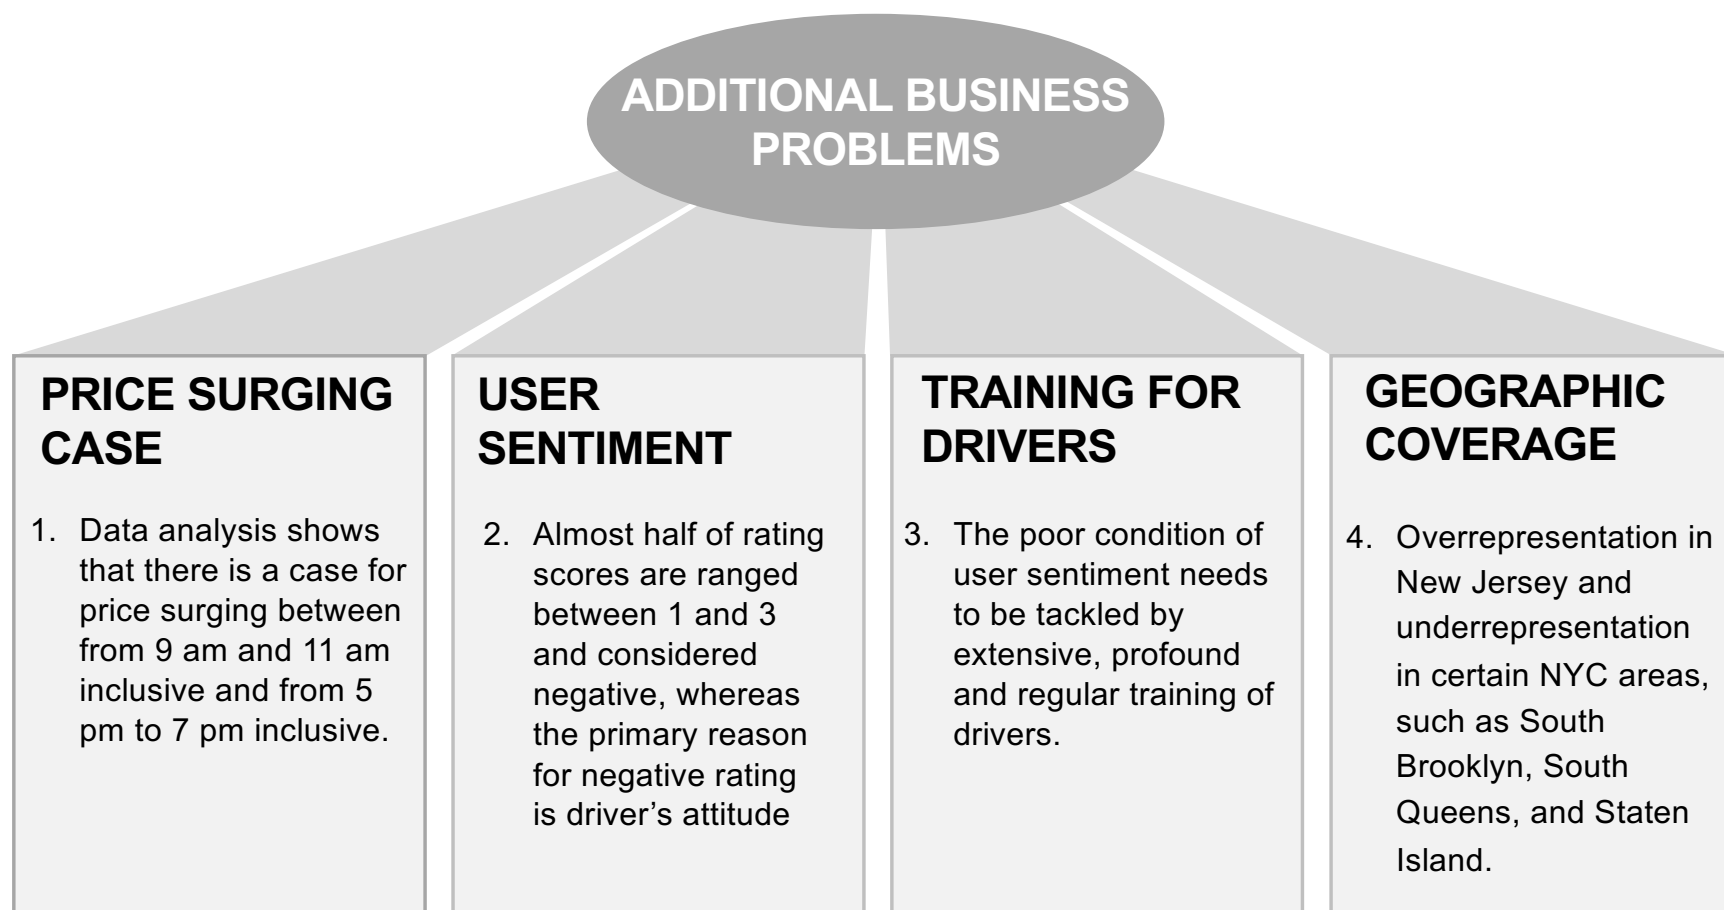 ADDITIONAL BUSINESS
PROBLEMS
PRICE SURGING
CASE
1. Data analysis shows
that there is a case for
price surging between
from 9 am and 11 am
inclusive and from 5
pm to 7 pm inclusive.
USER
SENTIMENT
2. Almost half of rating
scores are ranged
between 1 and 3
and considered
negative, whereas
the primary reason
for negative rating
is driver’s attitude
TRAINING FOR
DRIVERS
3. The poor condition of
user sentiment needs
to be tackled by
extensive, profound
and regular training of
drivers.
GEOGRAPHIC
COVERAGE
4. Overrepresentation in
New Jersey and
underrepresentation
in certain NYC areas,
such as South
Brooklyn, South
Queens, and Staten
Island.